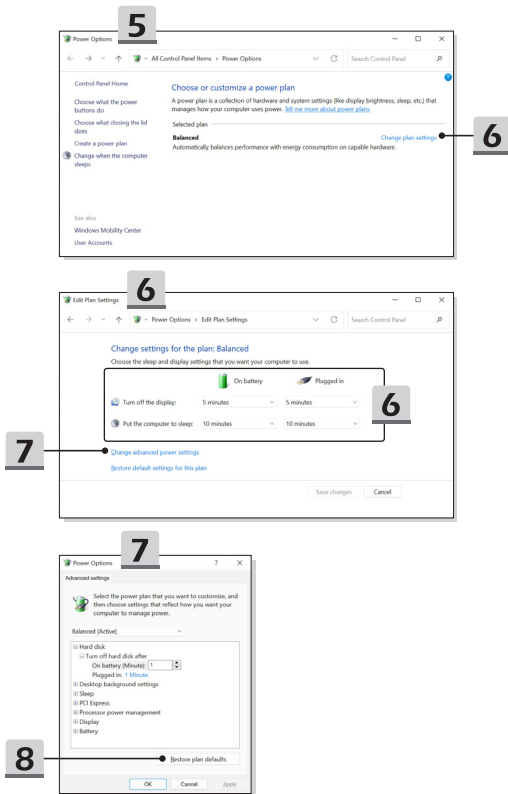 5
Power Options
All Control Panel Items › Power Options
Search Control Panel
Control Panel Home
Choose what the power
buttons do
Choose what closing the lid
does
Create a power plan
Change when the computer
sleeps
See also
Windows Mobility Center
User Accounts
Choose or customize a power plan
A power plan is a collection of hardware and system settings (like display brightness, sleep, etc.) that
manages how your computer uses power. Tell me more about power plans
Selected plan
Balanced
Change plan settings
Automatically balances performance with energy consumption on capable hardware.
6
6
Edit Plan Settings
Power Options › Edit Plan Settings
Search Control Panel
Change settings for the plan: Balanced
Choose the sleep and display settings that you want your computer to use.
On battery
Plugged in
Turn off the display:
5 minutes
5 minutes
Put the computer to sleep:
10 minutes
10 minutes
6
7
Change advanced power settings
Restore default settings for this plan
Save changes
Cancel
7
Power Options
?
Advanced settings
Select the power plan that you want to customize, and
then choose settings that reflect how you want your
computer to manage power.
Balanced [Active]
Hard disk
Turn off hard disk after
On battery (Minute): 1
Plugged in: 1 Minute
Desktop background settings
Sleep
PCI Express
Processor power management
Display
Battery
8
Restore plan defaults
OK
Cancel
Apply